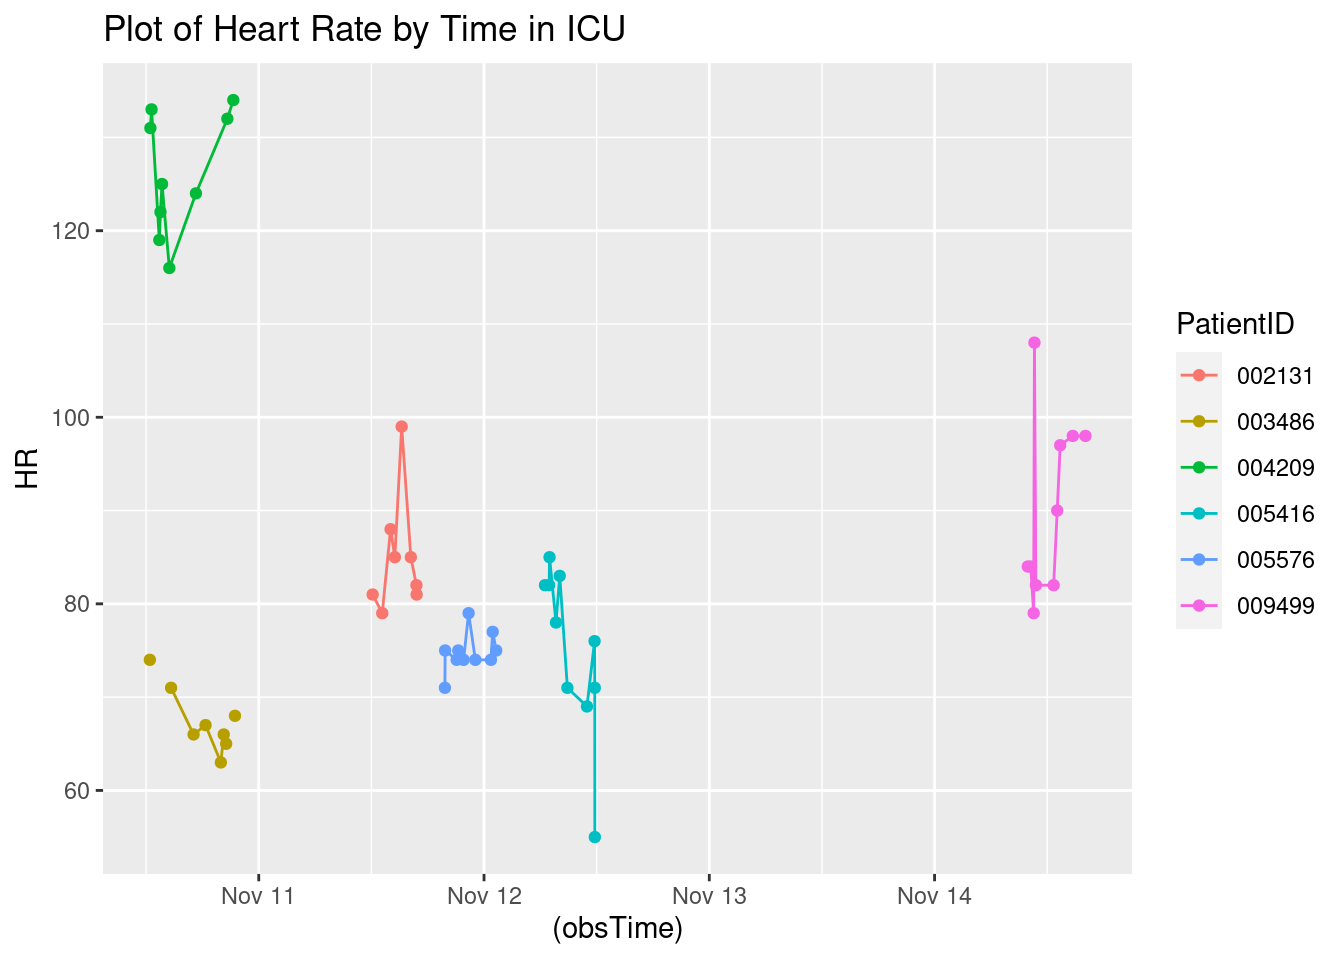 Plot of Heart Rate by Time in ICU
HR
120
100
80
60
Nov 11
Nov 12
Nov 13
Nov 14
(obsTime)
PatientID
002131
003486
004209
005416
005576
009499